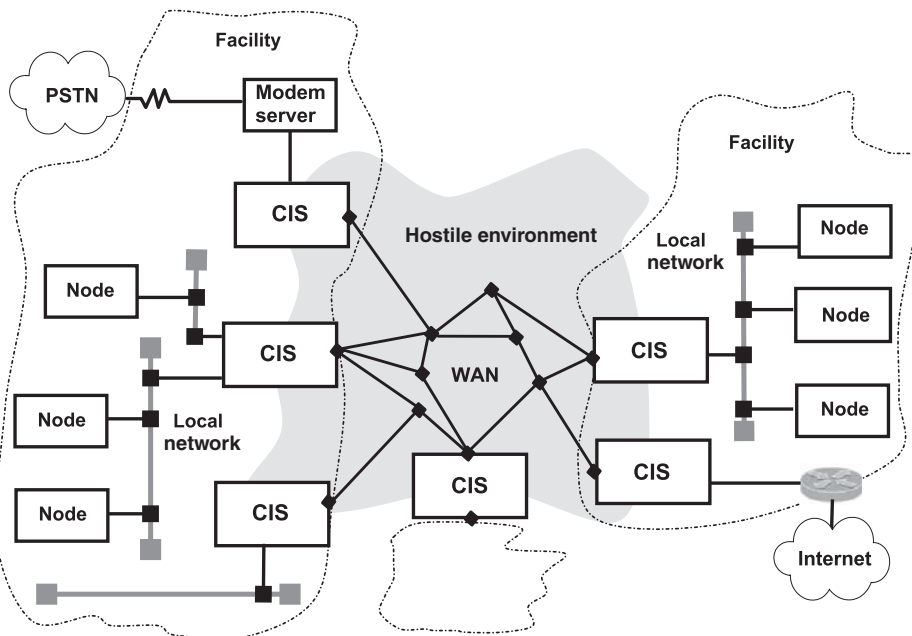 Facility
PSTN
Modem
server
CIS
Hostile environment
Facility
Local
network
Node
Node
Node
Node
CIS
WAN
CIS
Node
Local
network
Node
CIS
CIS
CIS
Internet